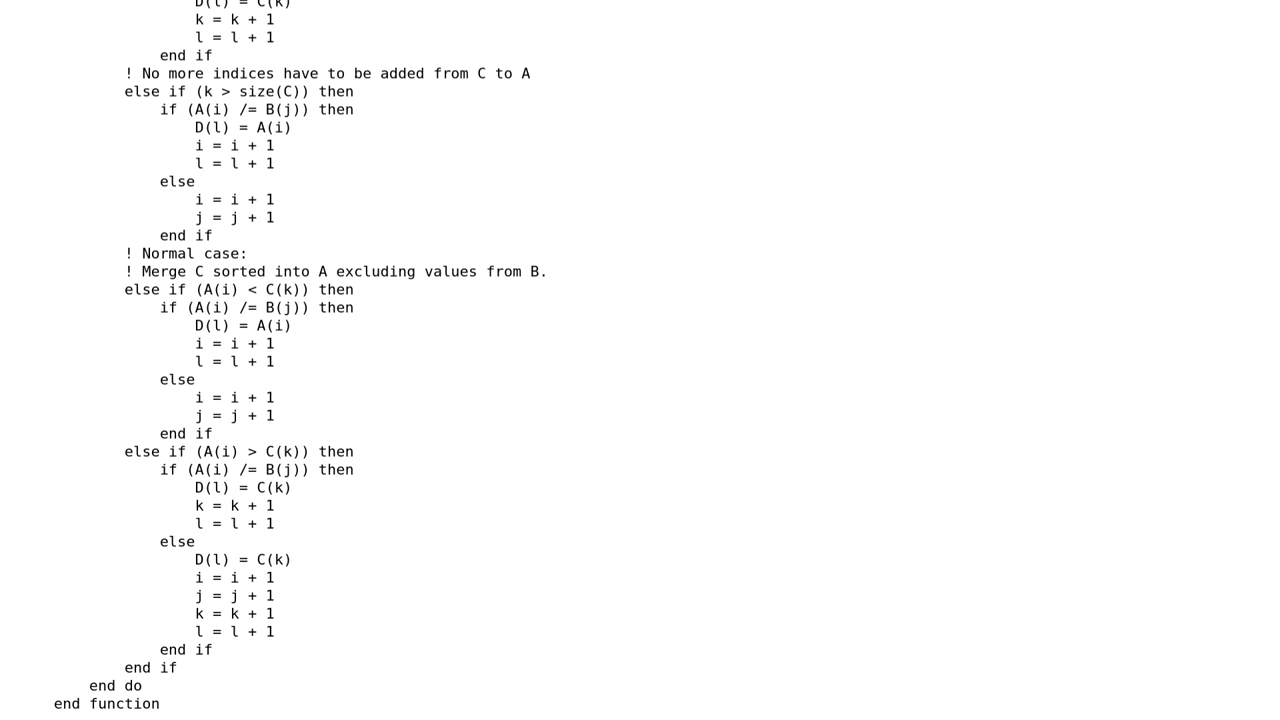 D(l) = C(k)
k = k + 1
l = l + 1
end if
! No more indices have to be added from C to A
else if (k > size(C)) then
if (A(i) /= B(j)) then
D(l) = A(i)
i = i + 1
l = l + 1
else
i = i + 1
j = j + 1
end if
! Normal case:
! Merge C sorted into A excluding values from B.
else if (A(i) < C(k)) then
if (A(i) /= B(j)) then
D(l) = A(i)
i = i + 1
l = l + 1
else
i = i + 1
j = j + 1
end if
else if (A(i) > C(k)) then
if (A(i) /= B(j)) then
D(l) = C(k)
k = k + 1
l = l + 1
else
D(l) = C(k)
i = i + 1
j = j + 1
k = k + 1
l = l + 1
end if
end if
end do
end function